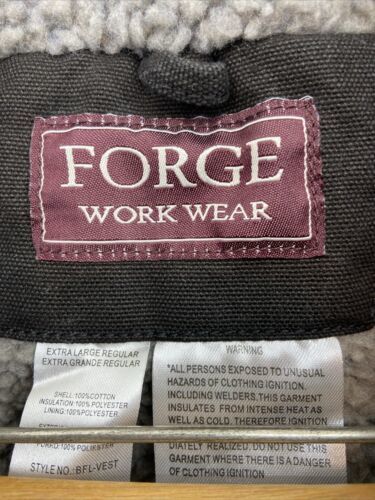 FORGE
WORK WEAR
EXTRA LARGE REGULAR
EXTRA GRANDE REGULAR
SHELL:100%COTTON
INSULATION:100%POLYESTER
LINING:100%POLYESTER
STYLE NO.:BFL-VEST
WARNING
"ALL PERSONS EXPOSED TO UNUSUAL
HAZARDS OF CLOTHING IGNITION,
INCLUDING WELDERS,THIS GARMENT
INSULATES FROM INTENSE HEAT AS
WELL AS COLD. THEREFORE IGNITION
DIATELY REALIZED. DO NOT USE THIS
GARMENT WHERE THERE IS A DANGER
OF CLOTHING IGNITION